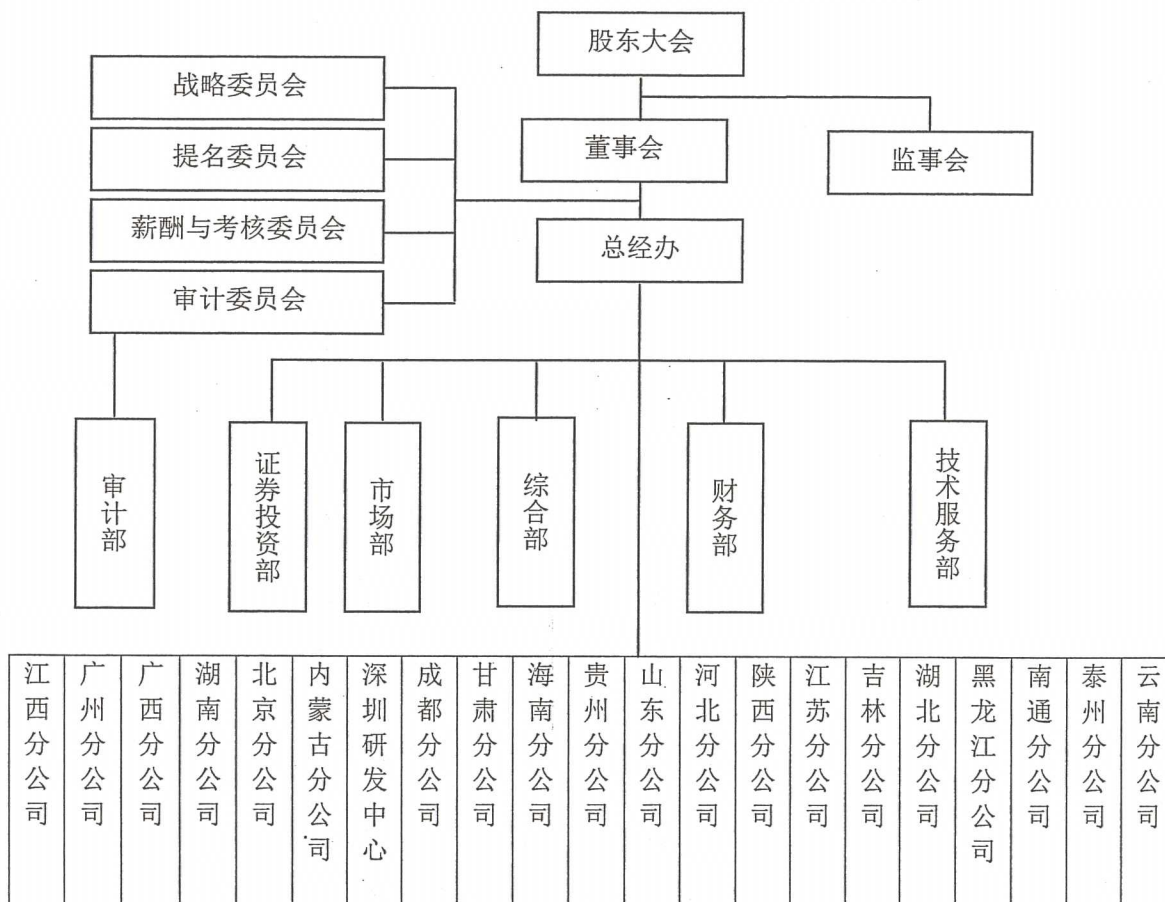 股东大会
战略委员会
董事会
提名委员会
监事会
薪酬与考核委员会
总经办
审计委员会
审计部
证券投资部
市场部
综合部
财务部
技术服务部
江西分公司
广州分公司
广西分公司
湖南分公司
北京分公司
内蒙古分公司
深圳研发中心
成都分公司
甘肃分公司
海南分公司
贵州分公司
山东分公司
河北分公司
陕西分公司
江苏分公司
吉林分公司
湖北分公司
黑龙江分公司
南通分公司
泰州分公司
云南分公司